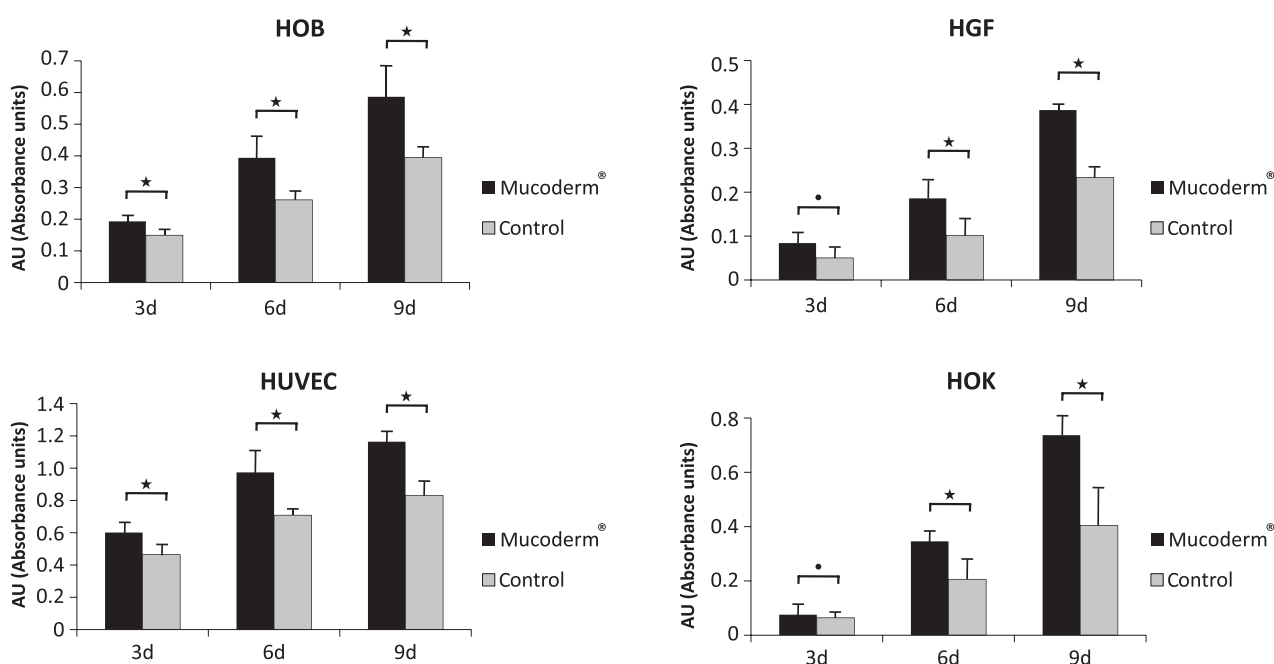 HOB
AU (Absorbance units)
0.7
0.6
0.5
0.4
0.3
0.2
0.1
0
★
★
★
3d
6d
9d
Mucoderm®
Control
HGF
AU (Absorbance units)
0.5
0.4
0.3
0.2
0.1
0
•
★
★
3d
6d
9d
Mucoderm®
Control
HUVEC
AU (Absorbance units)
1.4
1.2
1.0
0.8
0.6
0.4
0.2
0
★
★
★
3d
6d
9d
Mucoderm®
Control
HOK
AU (Absorbance units)
0.8
0.6
0.4
0.2
0
•
★
★
3d
6d
9d
Mucoderm®
Control